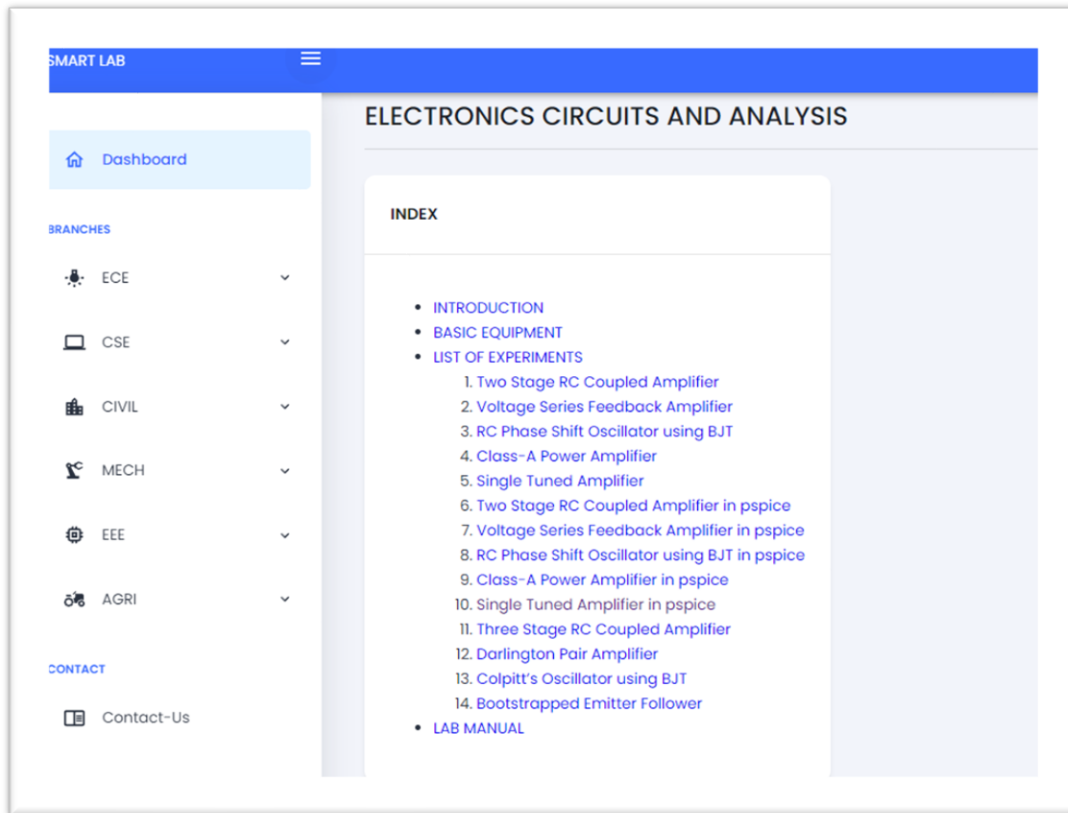 SMART LAB
Dashboard
BRANCHES
ECE
CSE
CIVIL
MECH
EEE
AGRI
CONTACT
Contact-Us
ELECTRONICS CIRCUITS AND ANALYSIS
INDEX
• INTRODUCTION
• BASIC EQUIPMENT
• LIST OF EXPERIMENTS
1. Two Stage RC Coupled Amplifier
2. Voltage Series Feedback Amplifier
3. RC Phase Shift Oscillator using BJT
4. Class-A Power Amplifier
5. Single Tuned Amplifier
6. Two Stage RC Coupled Amplifier in pspice
7. Voltage Series Feedback Amplifier in pspice
8. RC Phase Shift Oscillator using BJT in pspice
9. Class-A Power Amplifier in pspice
10. Single Tuned Amplifier in pspice
11. Three Stage RC Coupled Amplifier
12. Darlington Pair Amplifier
13. Colpitt's Oscillator using BJT
14. Bootstrapped Emitter Follower
• LAB MANUAL